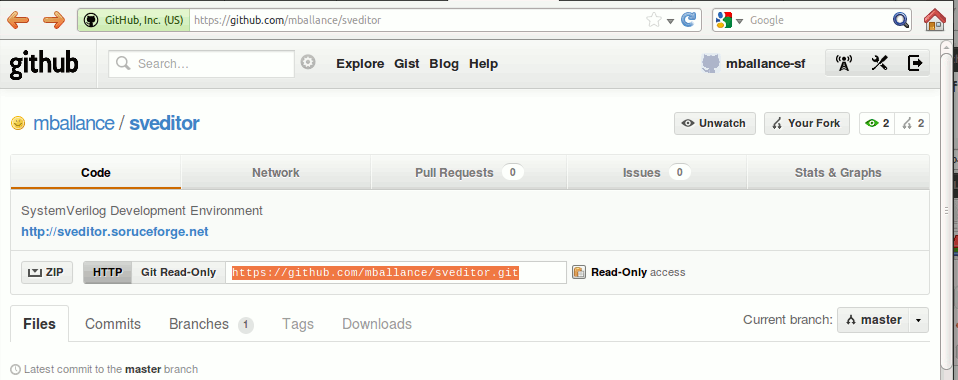 GitHub, Inc. (US) https://github.com/mballance/sveditor Google
github Search... Explore Gist Blog Help mballance-sf
mballance / sveditor Unwatch Your Fork 2 2
Code Network Pull Requests 0 Issues 0 Stats & Graphs
SystemVerilog Development Environment
http://sveditor.soruceforge.net
ZIP HTTP Git Read-Only https://github.com/mballance/sveditor.git Read-Only access
Files Commits Branches 1 Tags Downloads Current branch: master
Latest commit to the master branch